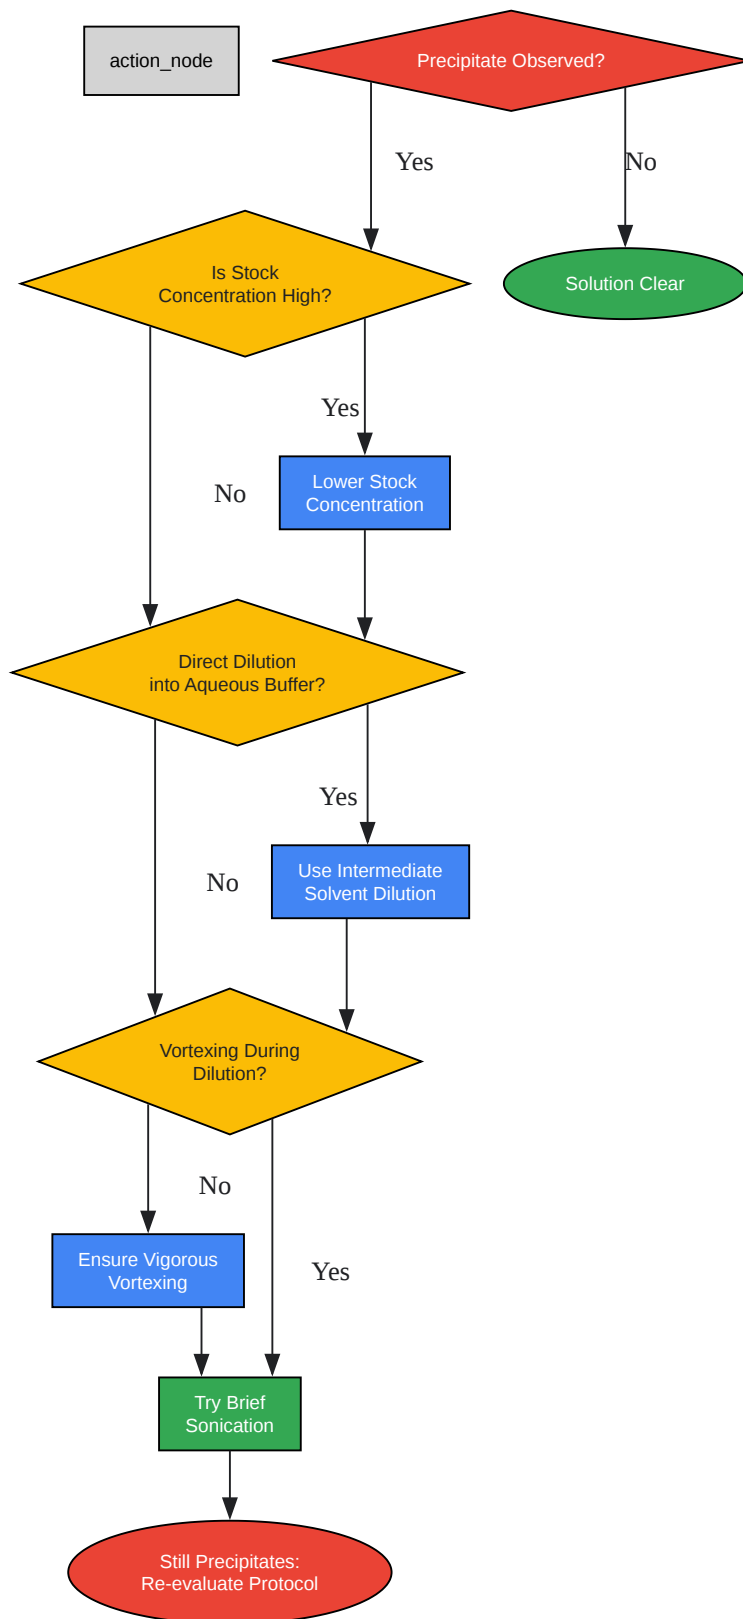 action_node
Precipitate Observed?
Yes
No
Is Stock
Concentration High?
Solution Clear
Yes
No
Lower Stock
Concentration
Direct Dilution
into Aqueous Buffer?
Yes
No
Use Intermediate
Solvent Dilution
Vortexing During
Dilution?
No
Ensure Vigorous
Vortexing
Yes
Try Brief
Sonication
Still Precipitates:
Re-evaluate Protocol